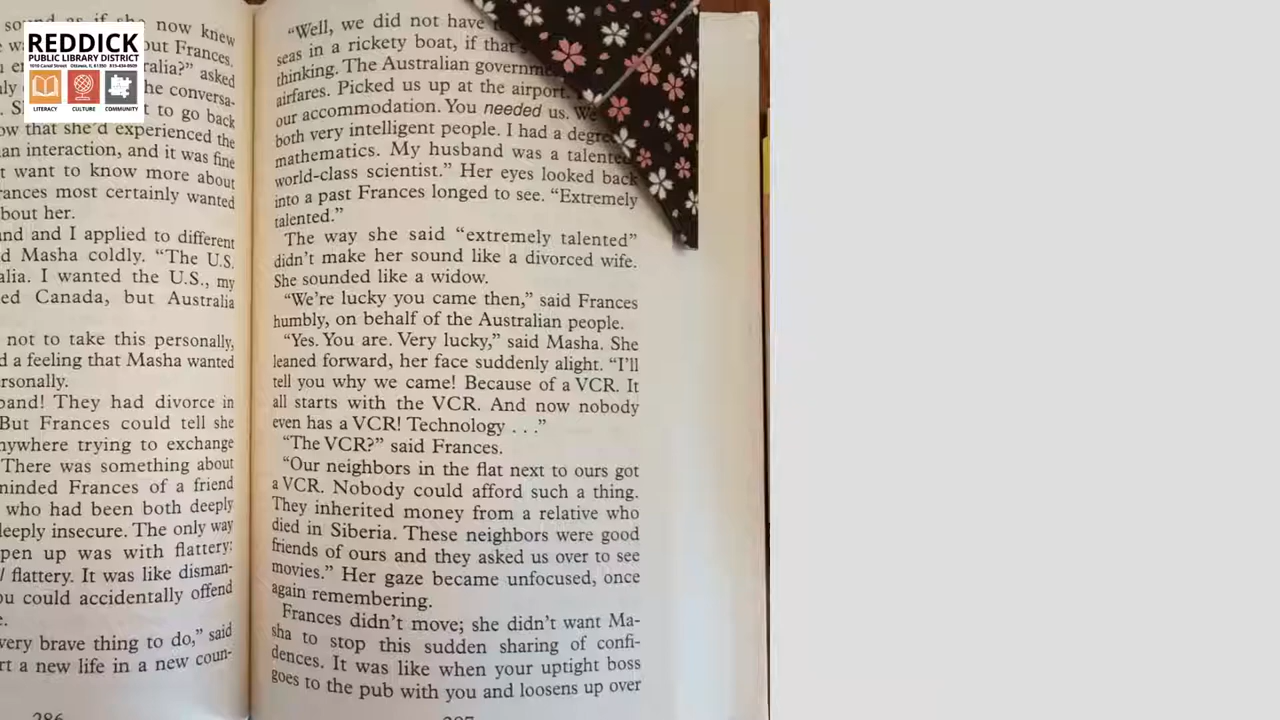 REDDICK
PUBLIC LIBRARY DISTRICT
1010 Canal Street Ottawa, IL 61350 815-434-0509
LITERACY CULTURE COMMUNITY
sound as if she now knew
out Frances.
ralia?” asked
he conversa-
t to go back
ow that she’d experienced the
an interaction, and it was fine
t want to know more about
rances most certainly wanted
bout her.
and and I applied to different
d Masha coldly. “The U.S.
alia. I wanted the U.S., my
ed Canada, but Australia
not to take this personally,
d a feeling that Masha wanted
rsonally.
band! They had divorce in
But Frances could tell she
nywhere trying to exchange
There was something about
minded Frances of a friend
who had been both deeply
deeply insecure. The only way
pen up was with flattery:
l flattery. It was like disman-
ou could accidentally offend
e.
very brave thing to do,” said
rt a new life in a new coun-
286
“Well, we did not have
seas in a rickety boat, if that’s
thinking. The Australian governme
airfares. Picked us up at the airport.
our accommodation. You needed us. We
both very intelligent people. I had a degre
mathematics. My husband was a talented
world-class scientist.” Her eyes looked back
into a past Frances longed to see. “Extremely
talented.”
The way she said “extremely talented”
didn’t make her sound like a divorced wife.
She sounded like a widow.
“We’re lucky you came then,” said Frances
humbly, on behalf of the Australian people.
“Yes. You are. Very lucky,” said Masha. She
leaned forward, her face suddenly alight. “I’ll
tell you why we came! Because of a VCR. It
all starts with the VCR. And now nobody
even has a VCR! Technology . . .”
“The VCR?” said Frances.
“Our neighbors in the flat next to ours got
a VCR. Nobody could afford such a thing.
They inherited money from a relative who
died in Siberia. These neighbors were good
friends of ours and they asked us over to see
movies.” Her gaze became unfocused, once
again remembering.
Frances didn’t move; she didn’t want Ma-
sha to stop this sudden sharing of confi-
dences. It was like when your uptight boss
goes to the pub with you and loosens up over
287